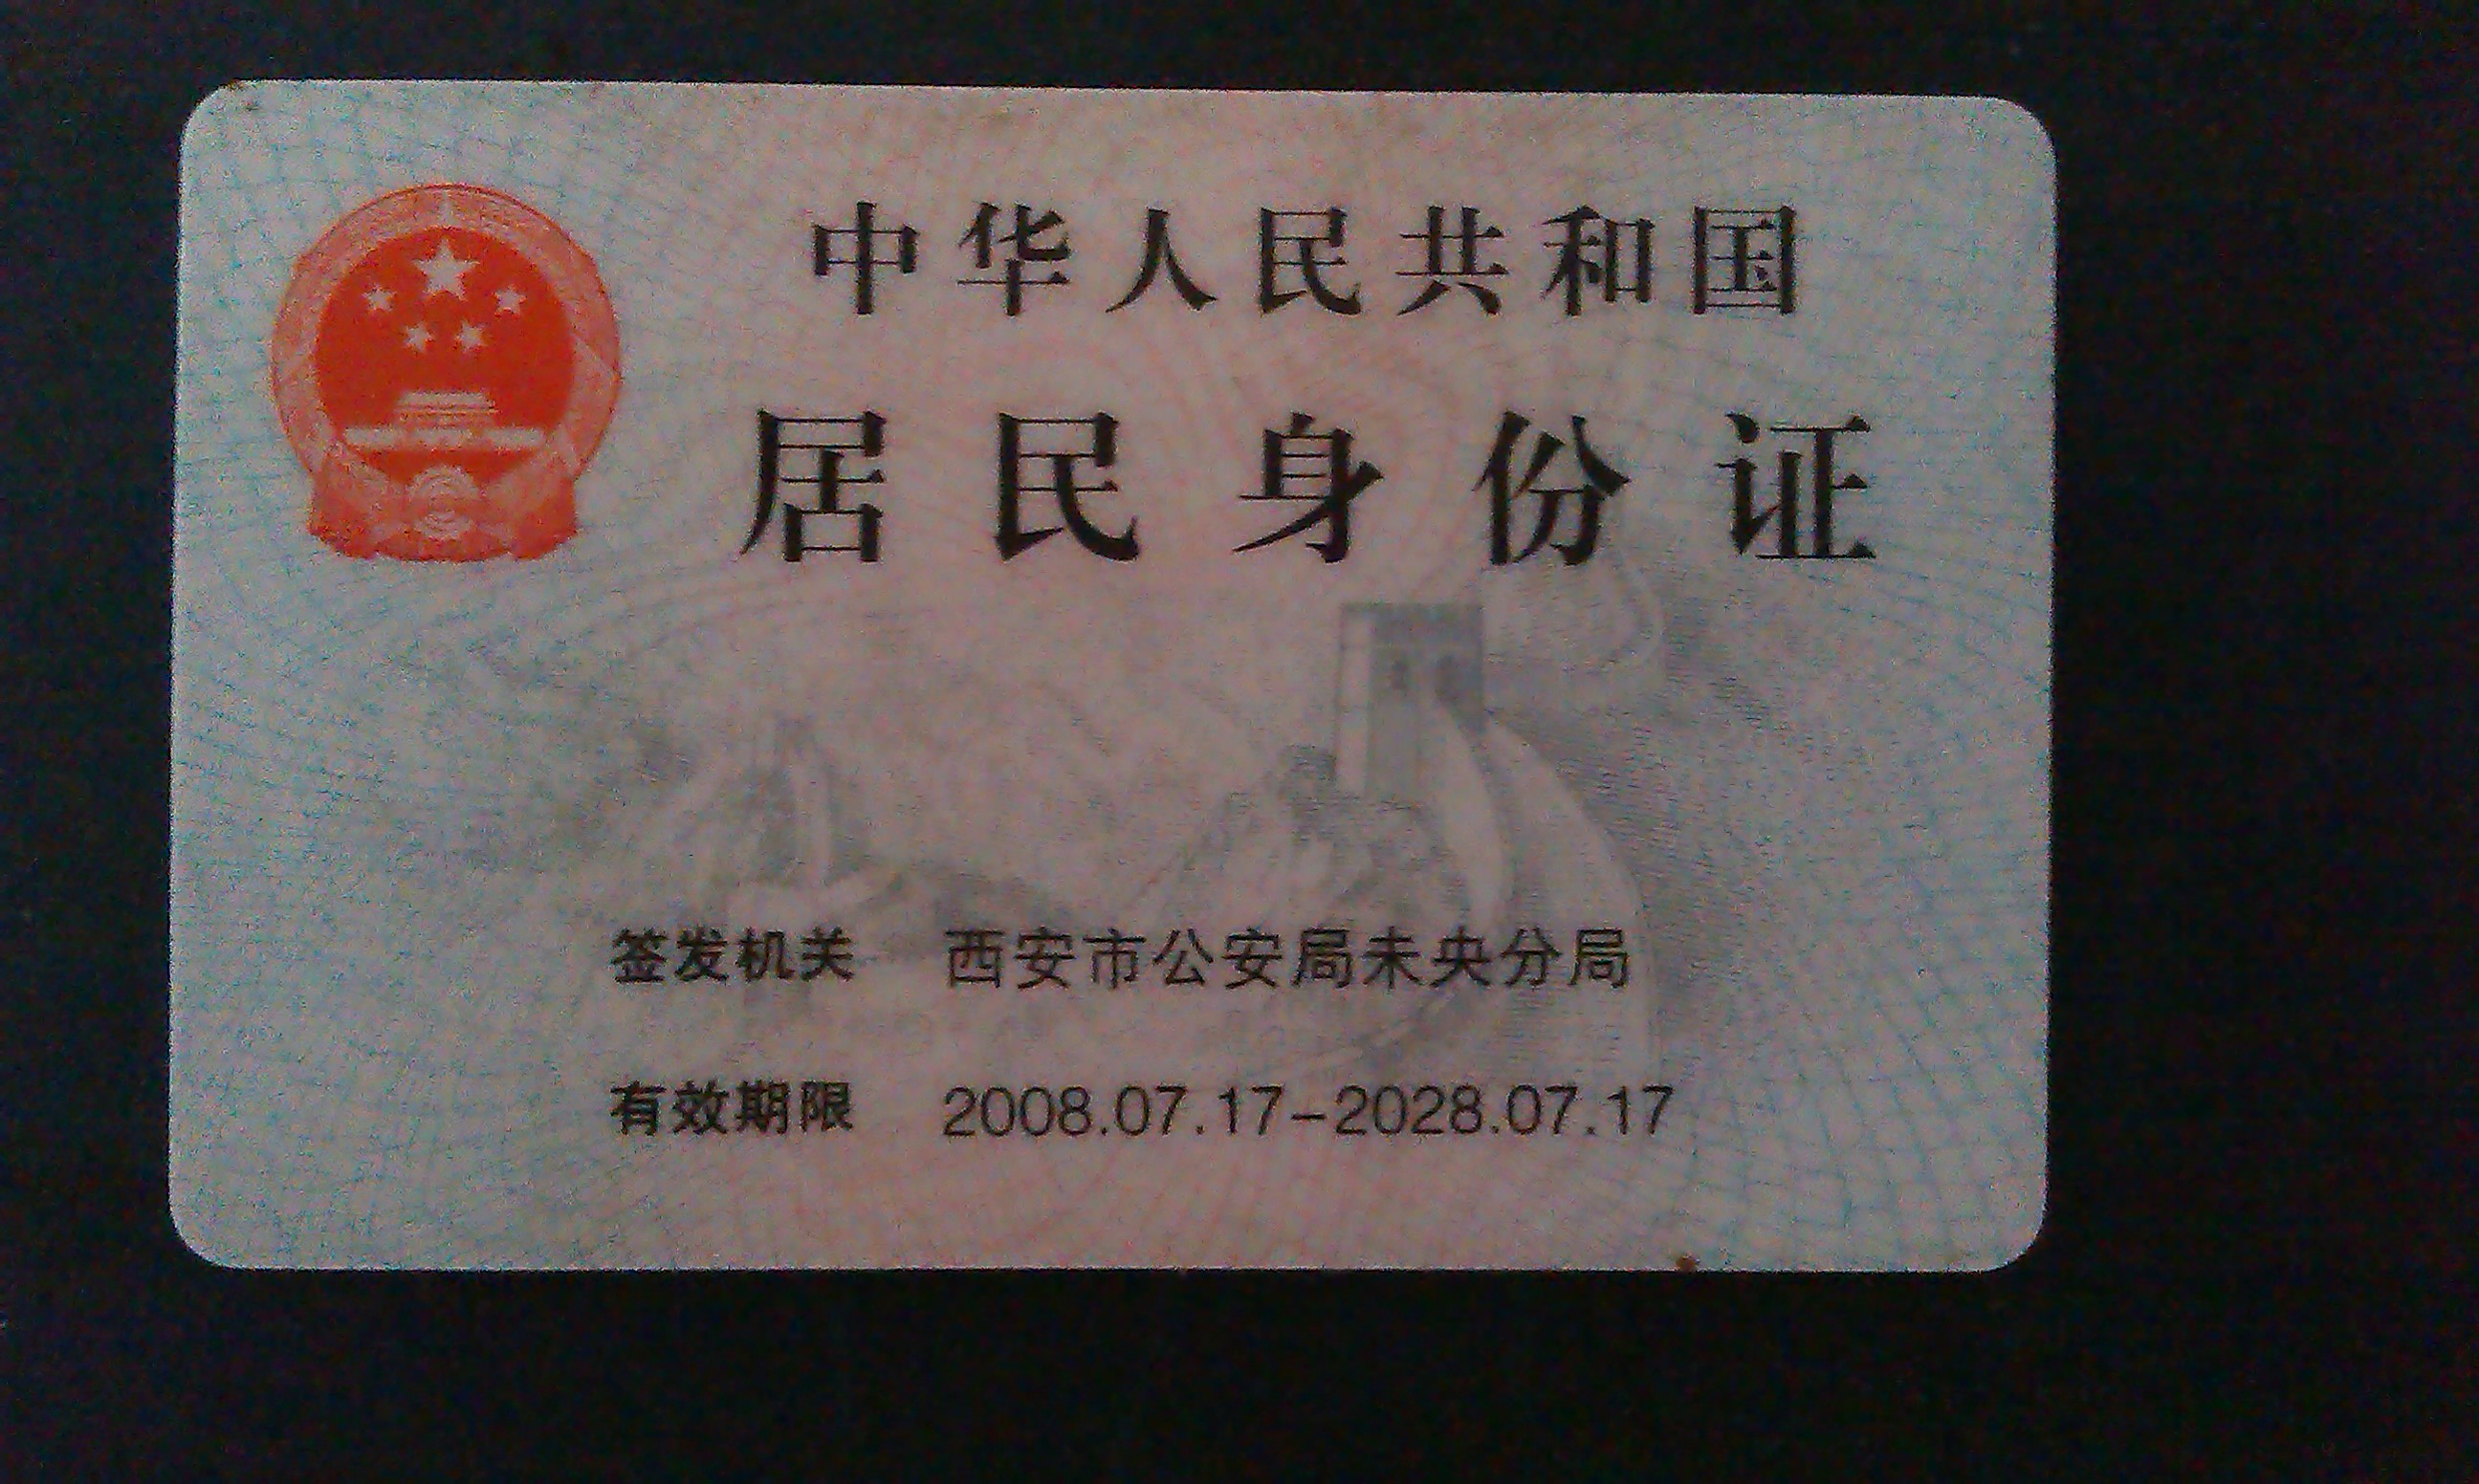 中华人民共和国
居民身份证
签发机关 西安市公安局未央分局
有效期限 2008.07.17-2028.07.17